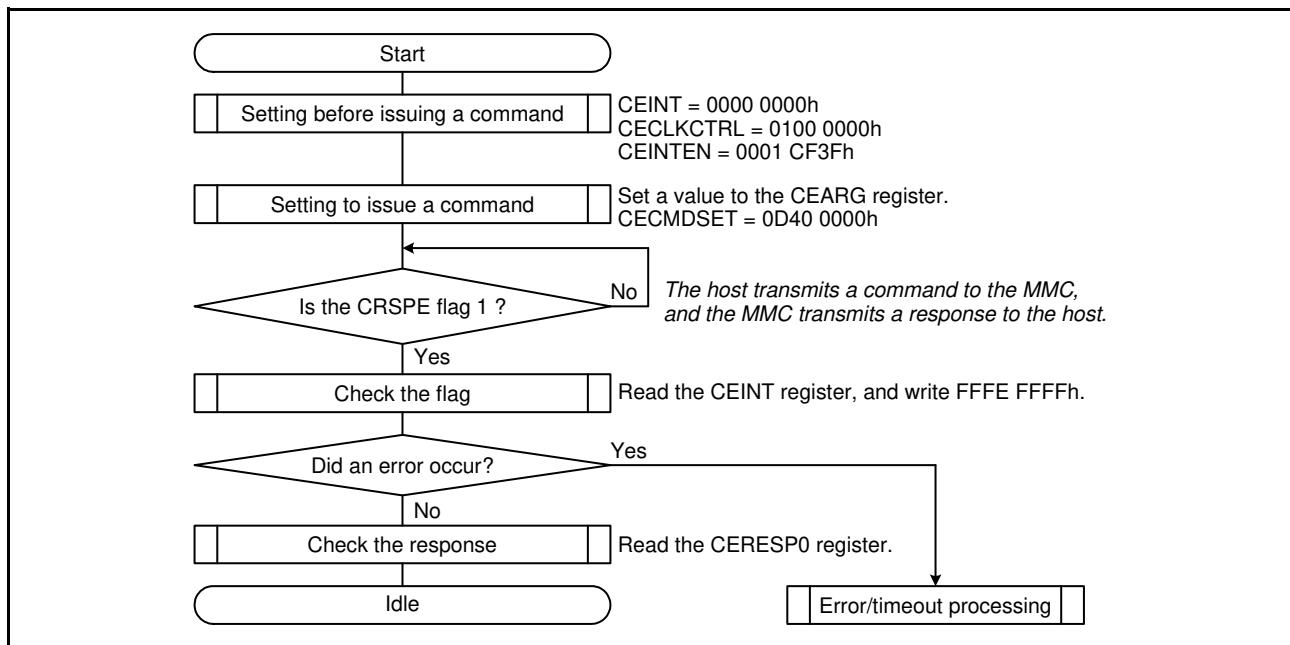 Start
Setting before issuing a command
CEINT = 0000 0000h
CECLKCTRL = 0100 0000h
CEINTEN = 0001 CF3Fh
Setting to issue a command
Set a value to the CEARG register.
CECMDSET = 0D40 0000h
Is the CRSPE flag 1 ?
No
The host transmits a command to the MMC,
and the MMC transmits a response to the host.
Yes
Check the flag
Read the CEINT register, and write FFFE FFFFh.
Did an error occur?
Yes
No
Check the response
Read the CERESP0 register.
Idle
Error/timeout processing